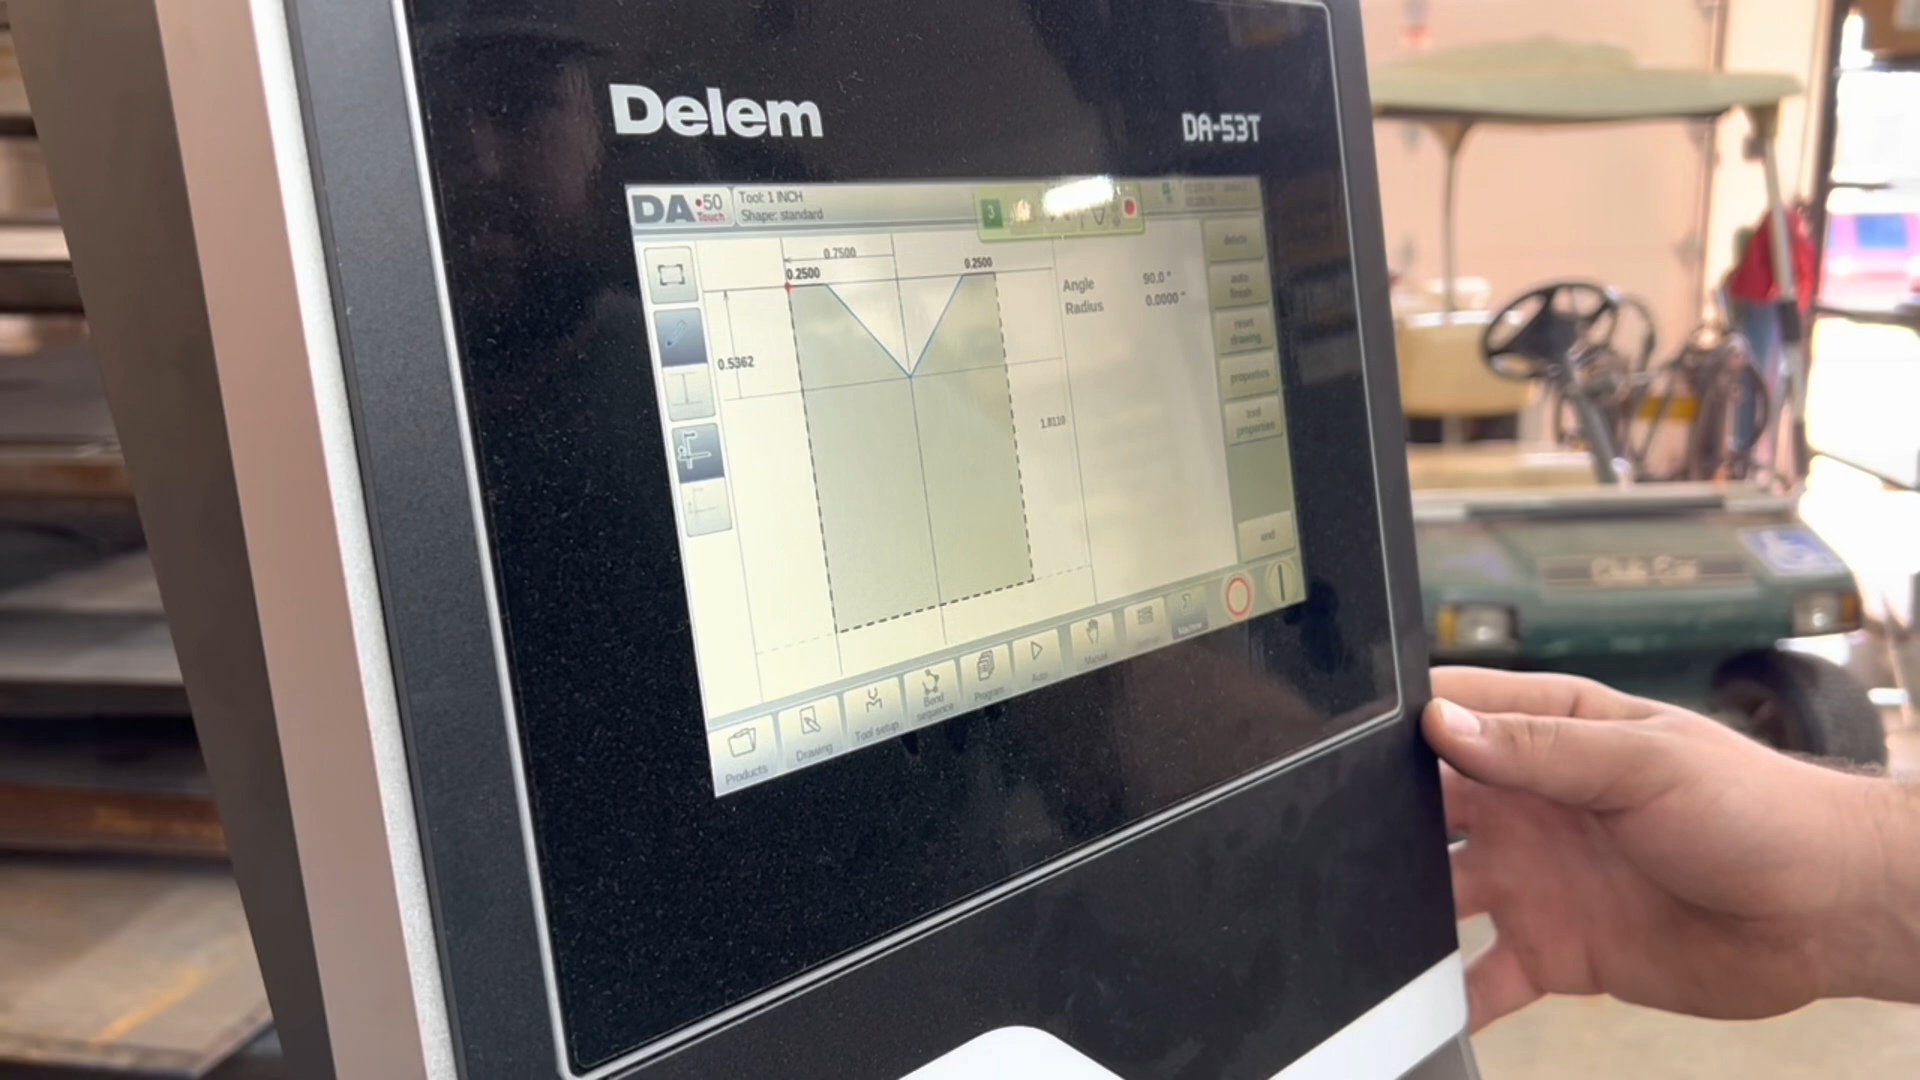 Delem
DA-53T
DA•50
Touch
Tool: 1 INCH
Shape: standard
3
delete
0.7500
0.2500
0.2500
Angle 90.0 °
Radius 0.0000 "
auto
finish
reset
drawing
0.5362
properties
tool
properties
1.8110
end
Products
Drawing
Tool setup
Bend
sequence
Program
Auto
Manual
Machine